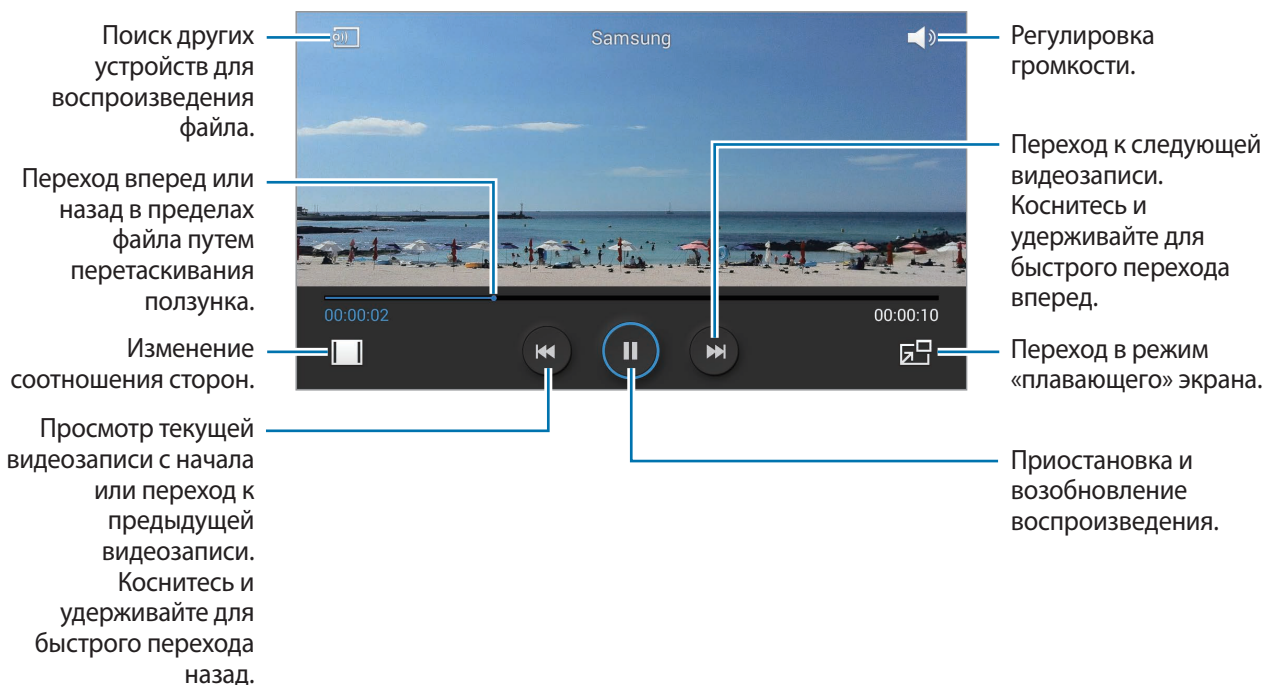 Поиск других
устройств для
воспроизведения
файла.
Переход вперед или
назад в пределах
файла путем
перетаскивания
ползунка.
Изменение
соотношения сторон.
Просмотр текущей
видеозаписи с начала
или переход к
предыдущей
видеозаписи.
Коснитесь и
удерживайте для
быстрого перехода
назад.
Samsung
00:00:02
00:00:10
Регулировка
громкости.
Переход к следующей
видеозаписи.
Коснитесь и
удерживайте для
быстрого перехода
вперед.
Переход в режим
«плавающего» экрана.
Приостановка и
возобновление
воспроизведения.